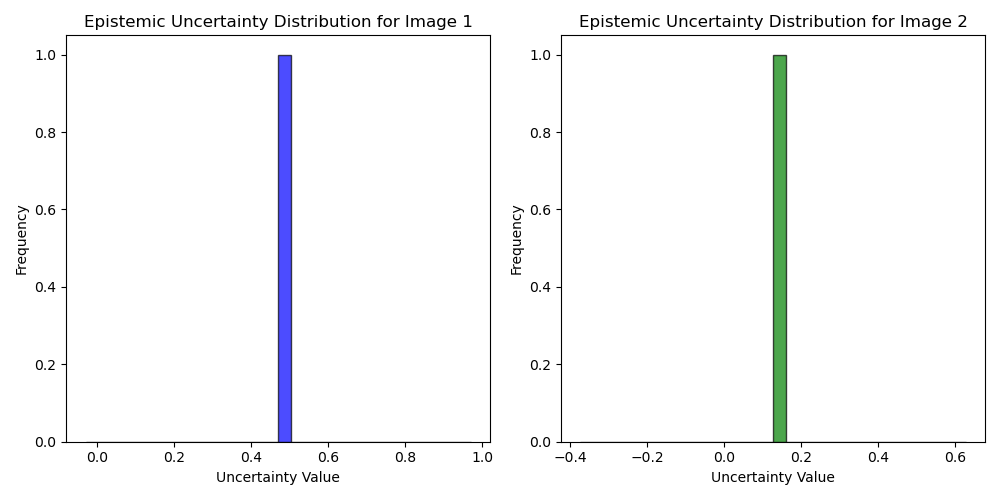 Epistemic Uncertainty Distribution for Image 1
1.0
0.8
0.6
0.4
0.2
0.0
Frequency
0.0 0.2 0.4 0.6 0.8 1.0
Uncertainty Value
Epistemic Uncertainty Distribution for Image 2
1.0
0.8
0.6
0.4
0.2
0.0
Frequency
−0.4 −0.2 0.0 0.2 0.4 0.6
Uncertainty Value